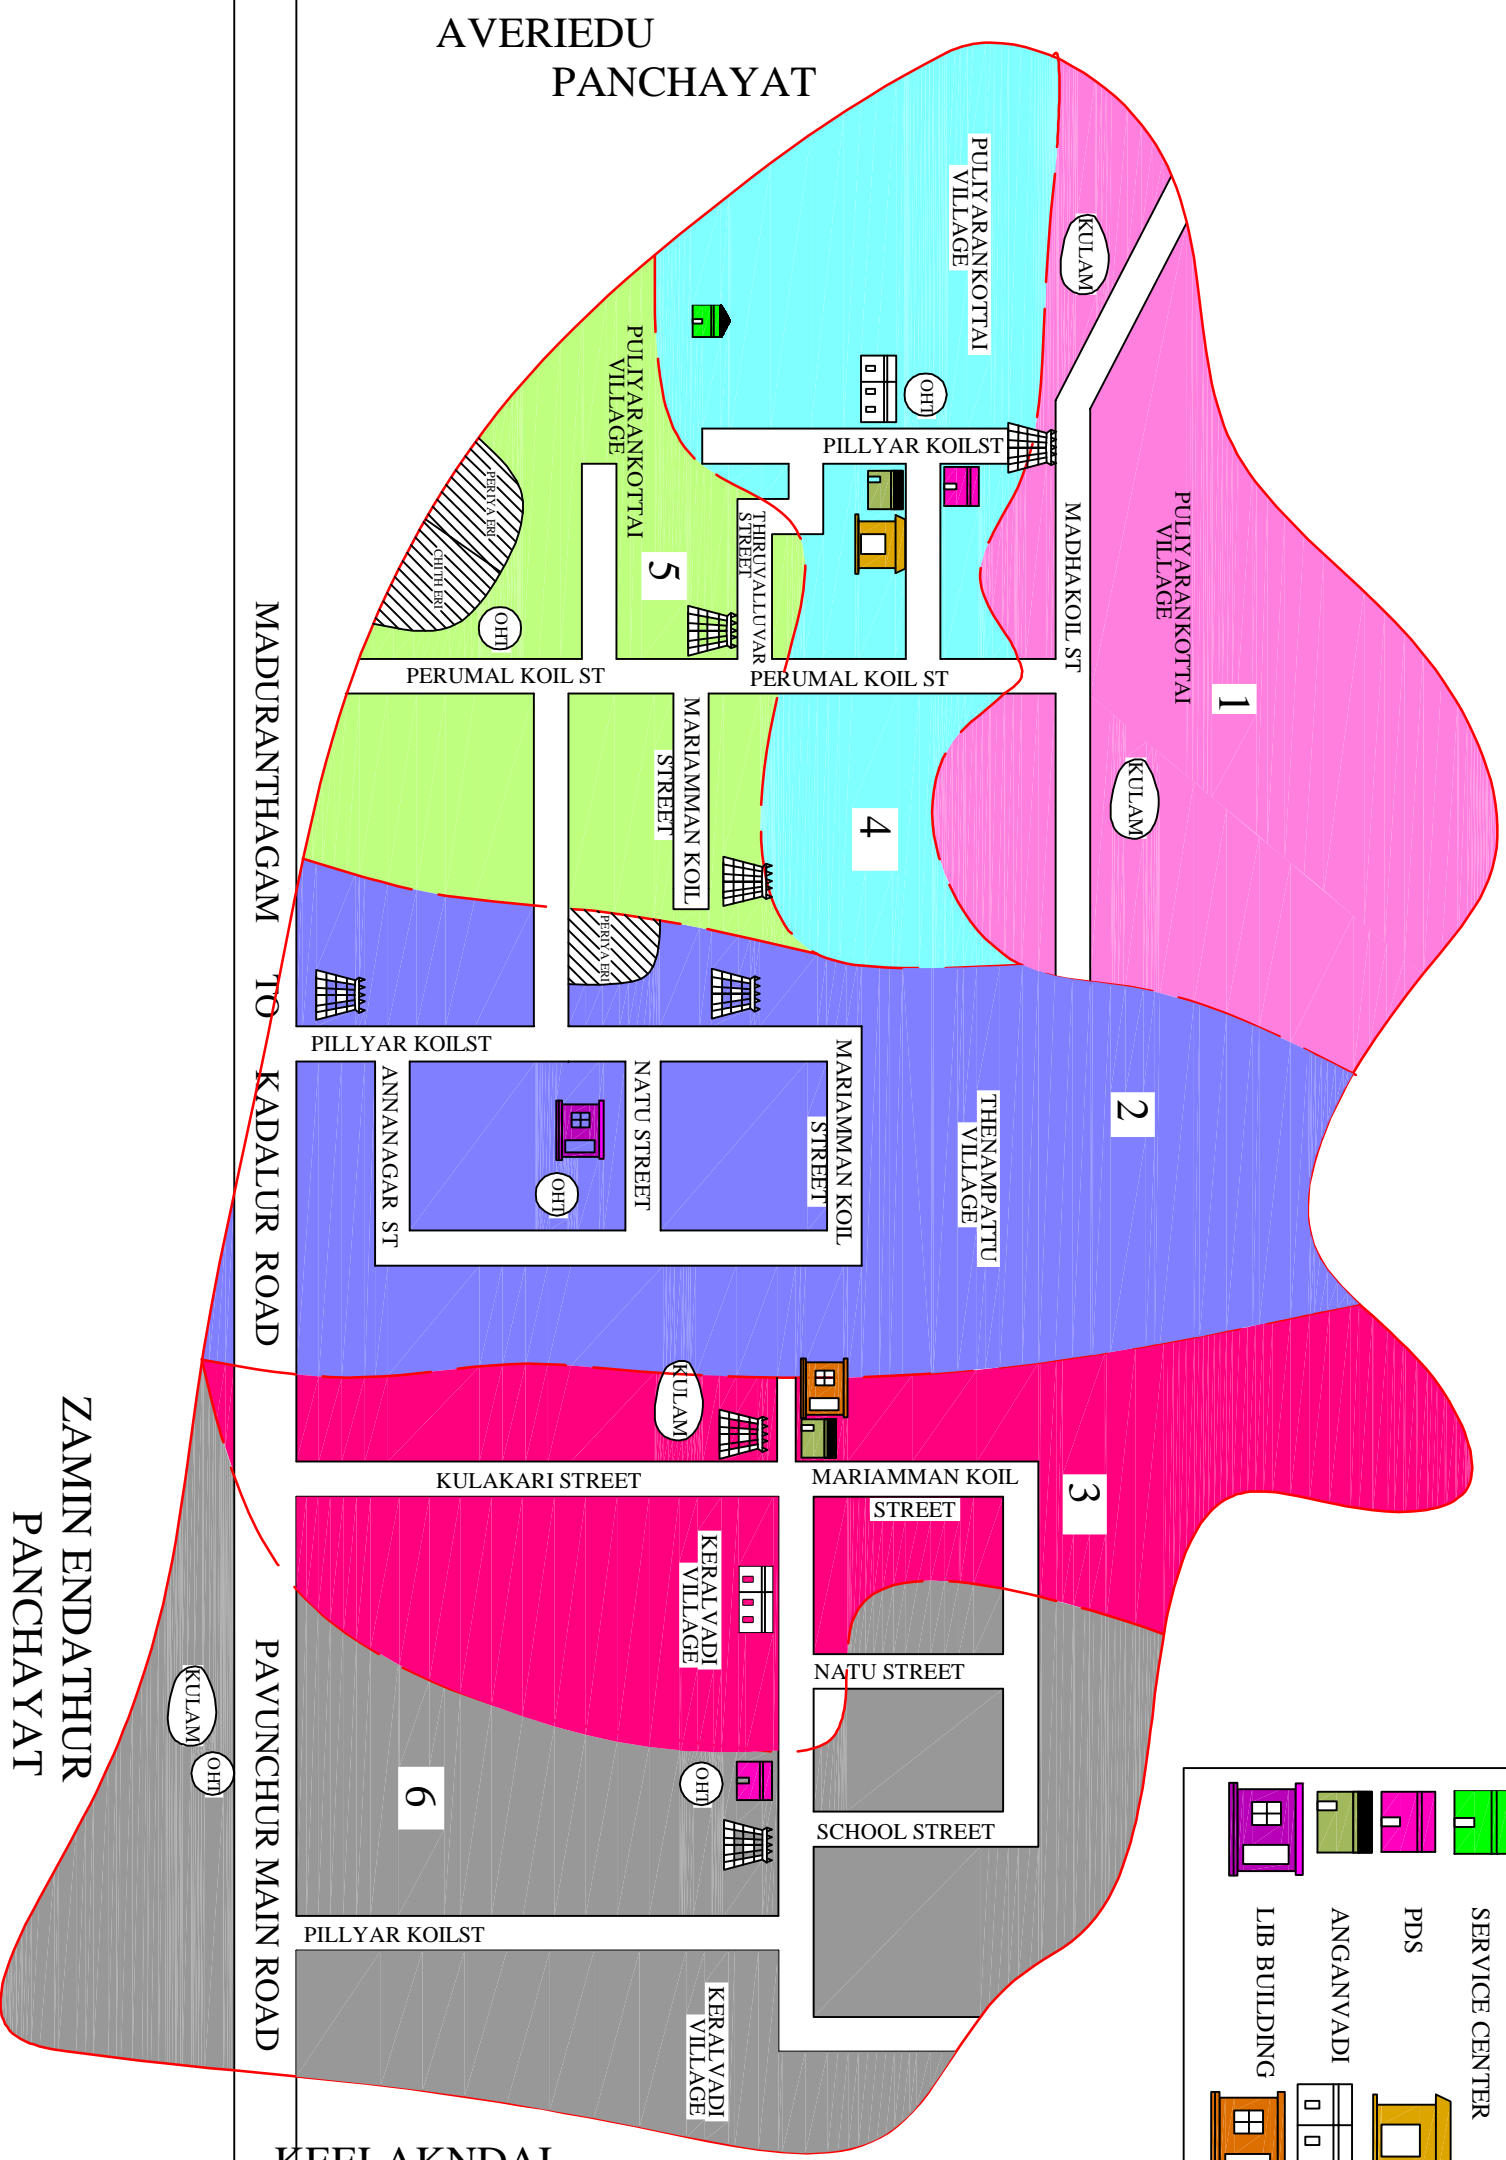 AVERIEDU
PANCHAYAT
PULIYARANKOTTAI
VILLAGE
KULAM
PULIYARANKOTTAI
VILLAGE
OHT
PILLYAR KOILST
PULIYARANKOTTAI
VILLAGE
1
KULAM
MADHAKOIL ST
THIRUVALLUVAR
STREET
5
PERIYA ERI
CHITH ERI
OHT
PERUMAL KOIL ST
PERUMAL KOIL ST
MARIAMMAN KOIL
STREET
4
PERIYA ERI
MADURANTHAGAM TO KADALUR ROAD
PILLYAR KOILST
ANNANAGAR ST
NATU STREET
MARIAMMAN KOIL
STREET
OHT
THENAMPATTU
VILLAGE
2
KULAM
KULAKARI STREET
MARIAMMAN KOIL
STREET
3
KERALVADI
VILLAGE
NATU STREET
OHT
6
SCHOOL STREET
PILLYAR KOILST
KERALVADI
VILLAGE
KULAM
OHT
PAVUNCHUR MAIN ROAD
ZAMIN ENDATHUR
PANCHAYAT
SERVICE CENTER
PDS
ANGANVADI
LIB BUILDING